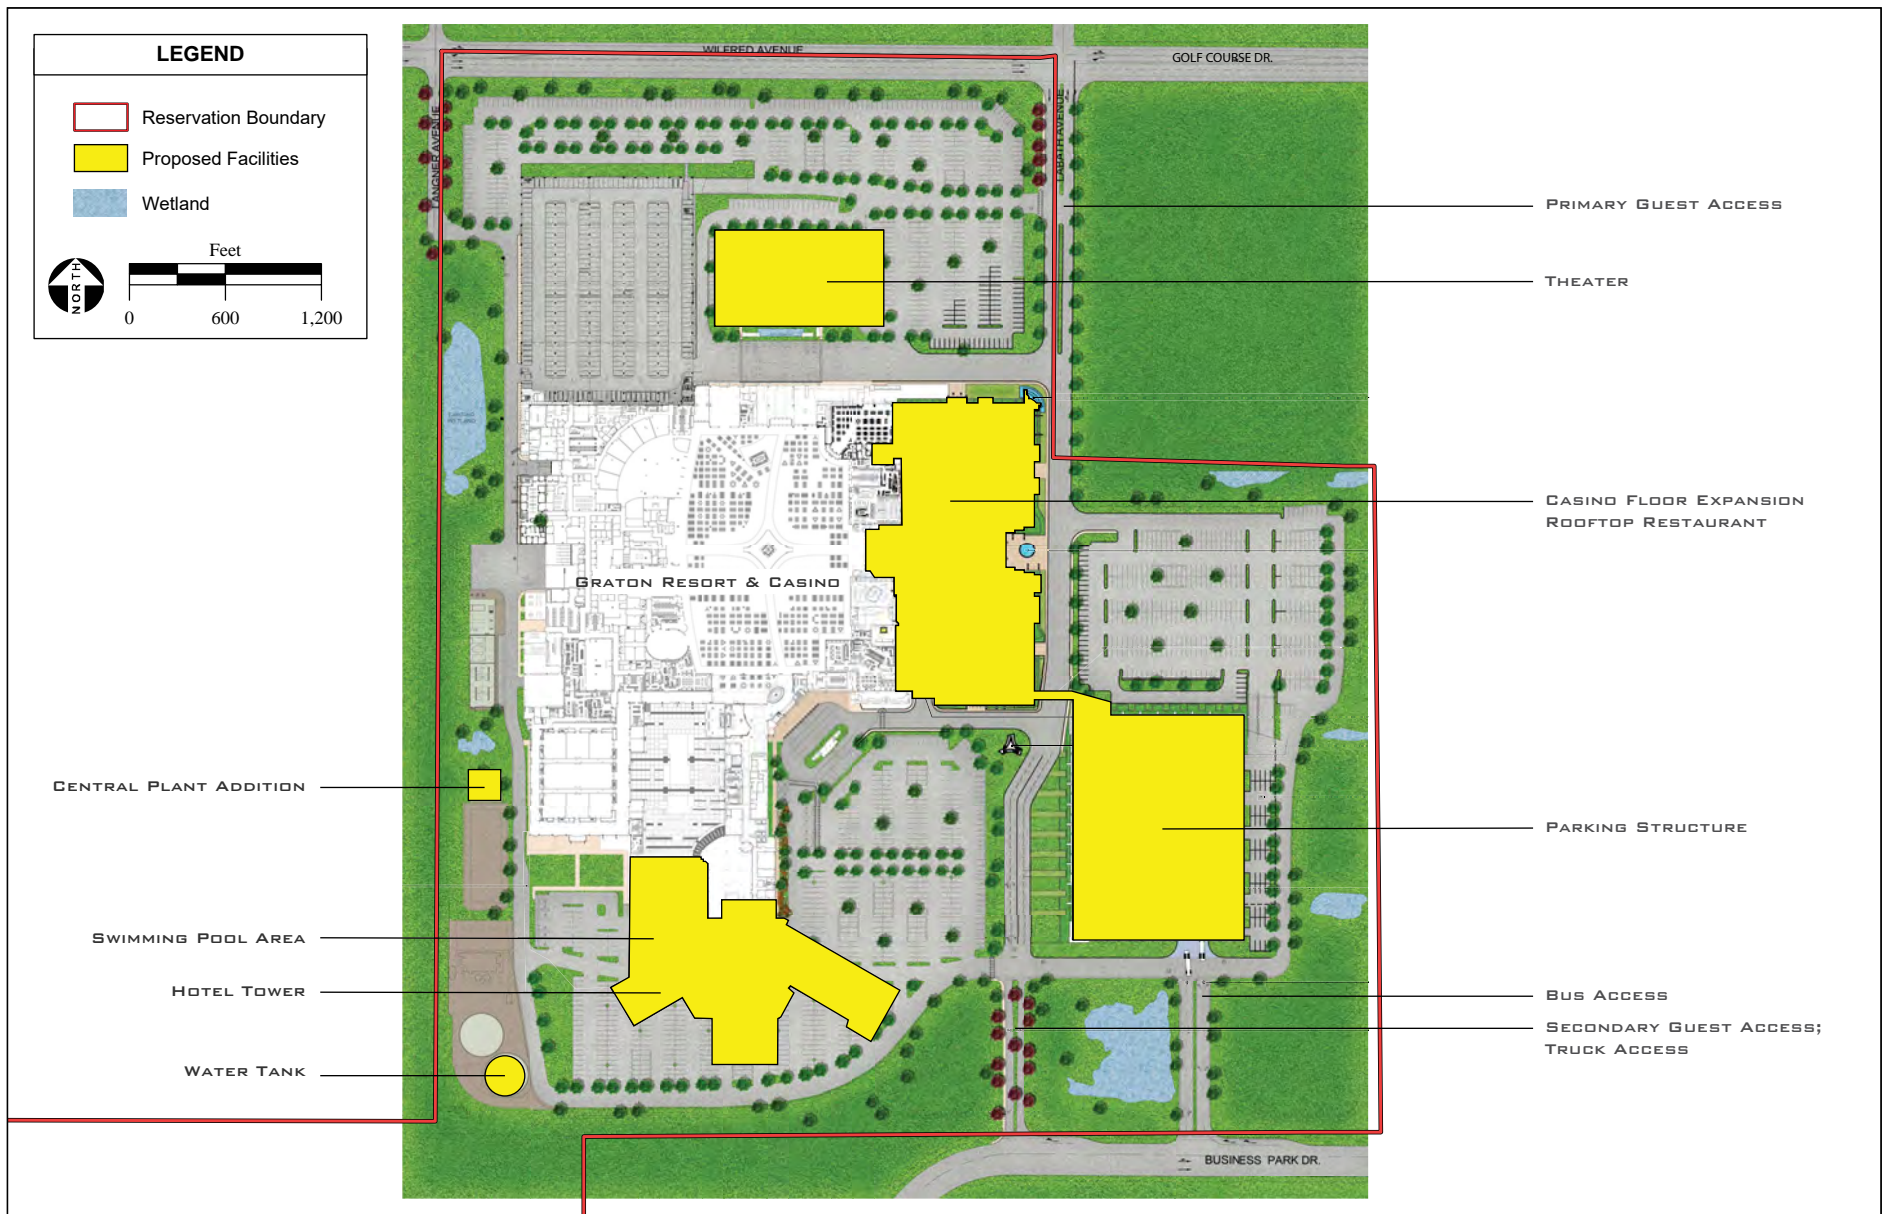 LEGEND
Reservation Boundary
Proposed Facilities
Wetland
Feet
NORTH
0 600 1,200
WILFRED AVENUE
GOLF COURSE DR.
LANGNER AVENUE
LABATH AVENUE
PRIMARY GUEST ACCESS
THEATER
CASINO FLOOR EXPANSION
ROOFTOP RESTAURANT
GRATON RESORT & CASINO
CENTRAL PLANT ADDITION
PARKING STRUCTURE
SWIMMING POOL AREA
HOTEL TOWER
WATER TANK
BUS ACCESS
SECONDARY GUEST ACCESS;
TRUCK ACCESS
BUSINESS PARK DR.